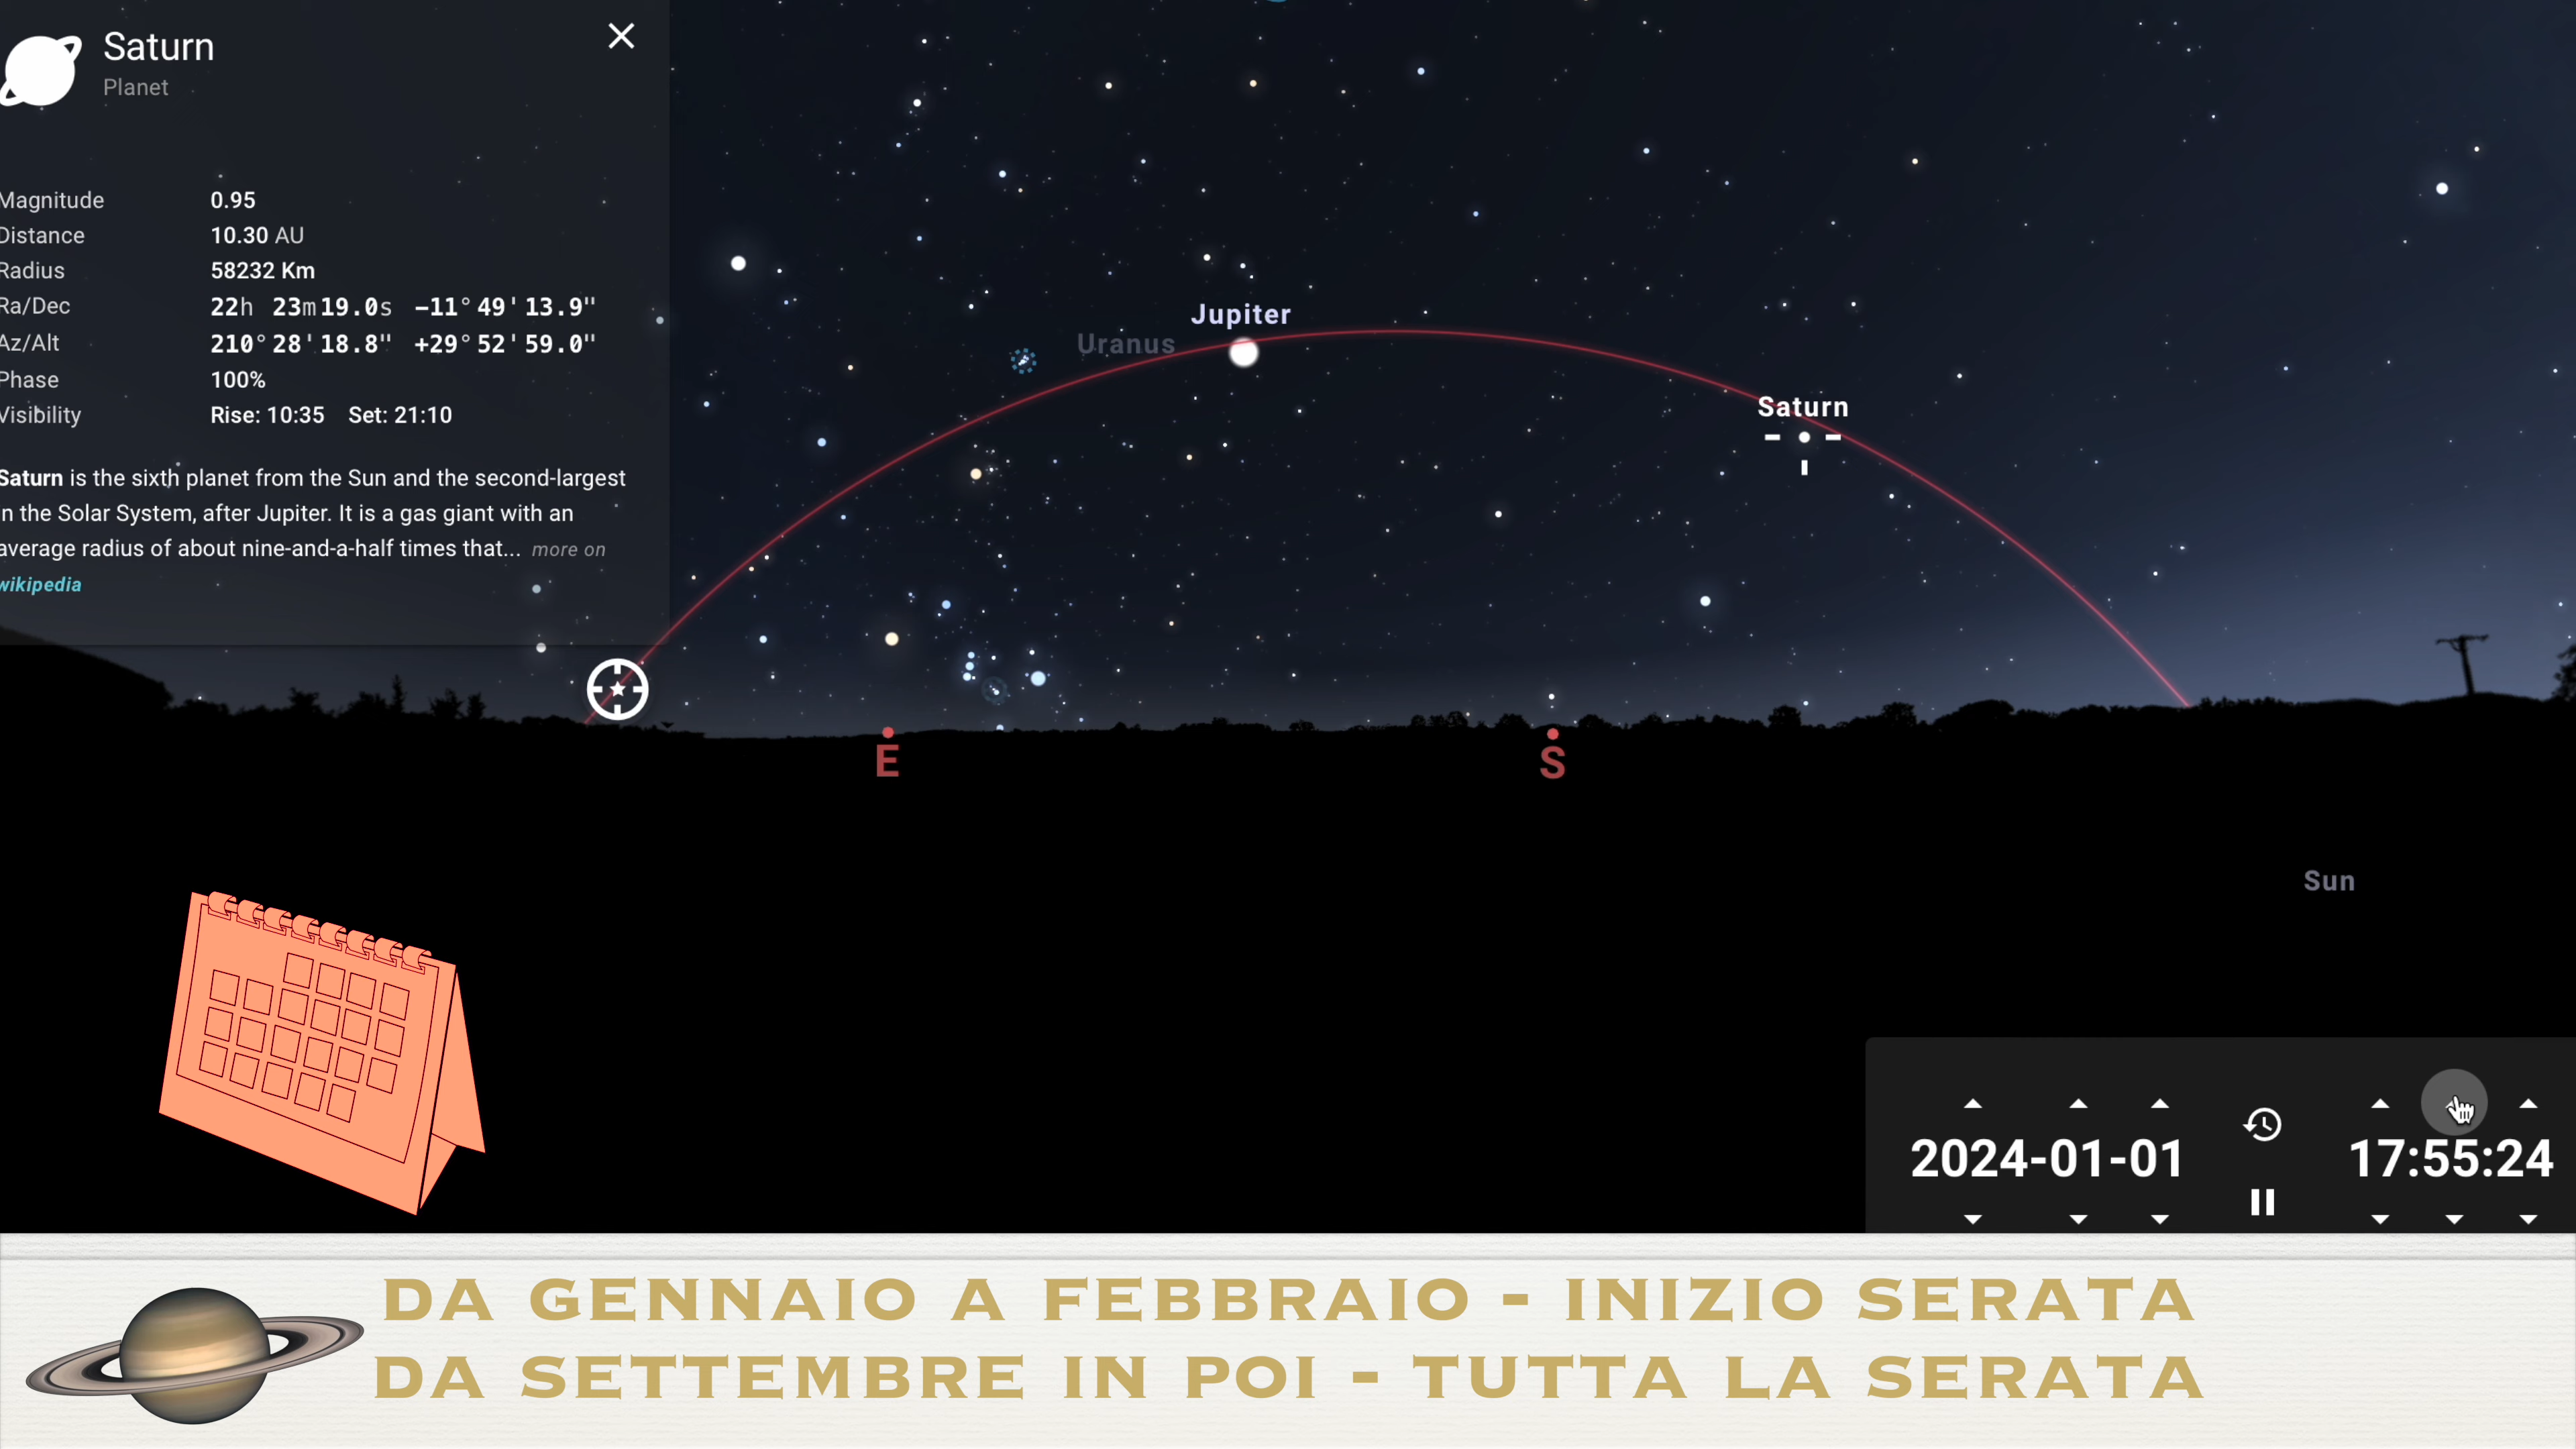 Saturn
Planet
Magnitude 0.95
Distance 10.30 AU
Radius 58232 Km
Ra/Dec 22h 23m 19.0s −11° 49' 13.9"
Az/Alt 210° 28' 18.8" +29° 52' 59.0"
Phase 100%
Visibility Rise: 10:35 Set: 21:10
Saturn is the sixth planet from the Sun and the second-largest
in the Solar System, after Jupiter. It is a gas giant with an
average radius of about nine-and-a-half times that... more on
wikipedia
Jupiter
Uranus
Saturn
E
S
Sun
2024-01-01 17:55:24
DA GENNAIO A FEBBRAIO - INIZIO SERATA
DA SETTEMBRE IN POI - TUTTA LA SERATA